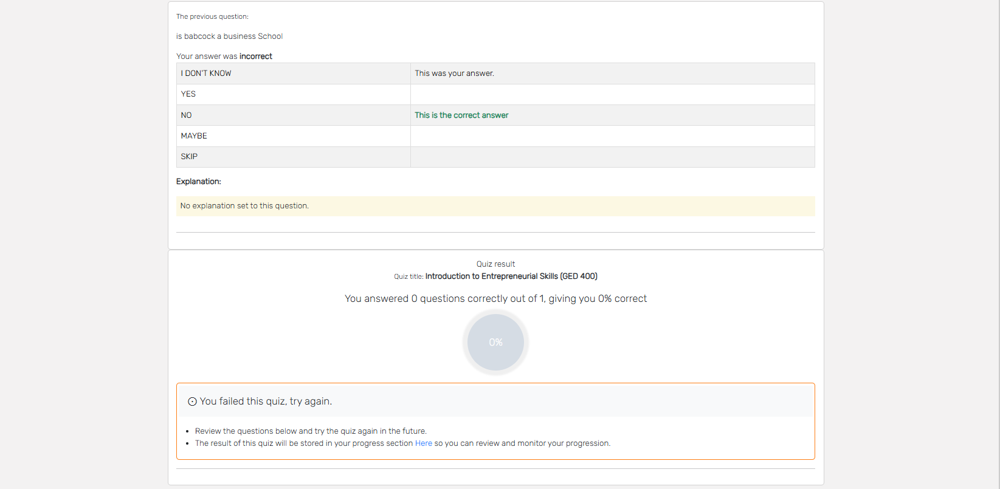 The previous question:
is babcock a business School
Your answer was incorrect
I DON'T KNOW This was your answer.
YES
NO This is the correct answer
MAYBE
SKIP
Explanation:
No explanation set to this question.
Quiz result
Quiz title: Introduction to Entrepreneurial Skills (GED 400)
You answered 0 questions correctly out of 1, giving you 0% correct
0%
You failed this quiz, try again.
Review the questions below and try the quiz again in the future.
The result of this quiz will be stored in your progress section Here so you can review and monitor your progression.